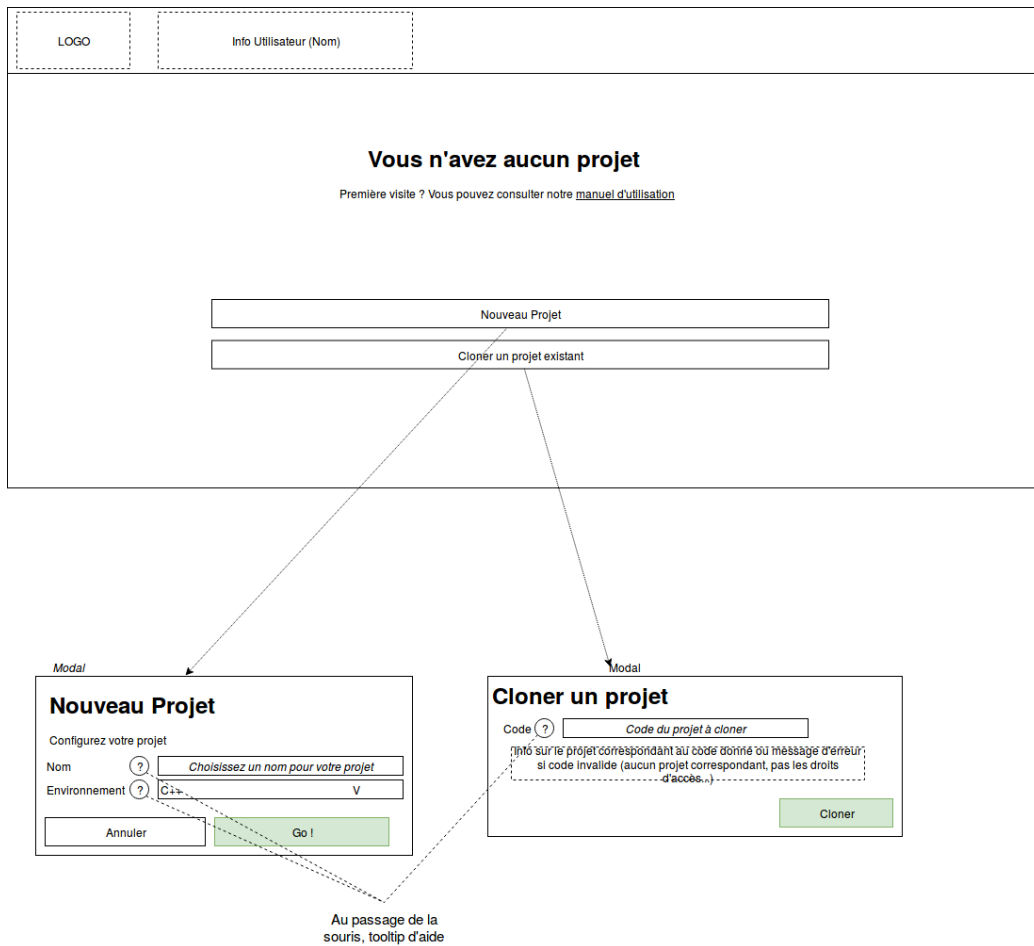 LOGO
Info Utilisateur (Nom)
Vous n'avez aucun projet
Première visite ? Vous pouvez consulter notre manuel d'utilisation
Nouveau Projet
Cloner un projet existant
Modal
Nouveau Projet
Configurez votre projet
Nom
?
Choisissez un nom pour votre projet
Environnement
?
C++
V
Annuler
Go !
Modal
Cloner un projet
Code
?
Code du projet à cloner
Info sur le projet correspondant au code donné ou message d'erreur
si code invalide (aucun projet correspondant, pas les droits
d'accès...)
Cloner
Au passage de la
souris, tooltip d'aide